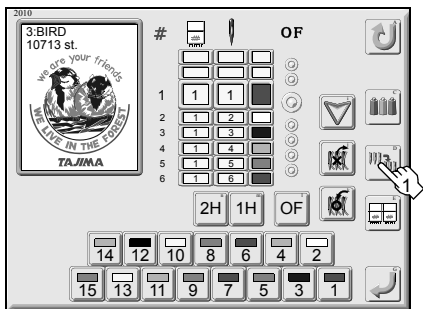 2010
3:BIRD
10713 st.
we are your friends
WE LIVE IN THE FOREST
TAJIMA
# OF
1 1 1
2 1 2
3 1 3
4 1 4
5 1 5
6 1 6
2H 1H OF
14 12 10 8 6 4 2
15 13 11 9 7 5 3 1
1